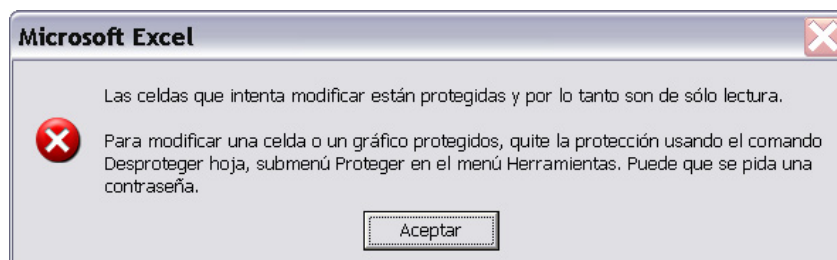 Microsoft Excel
Las celdas que intenta modificar están protegidas y por lo tanto son de sólo lectura.
Para modificar una celda o un gráfico protegidos, quite la protección usando el comando
Desproteger hoja, submenú Proteger en el menú Herramientas. Puede que se pida una
contraseña.
Aceptar